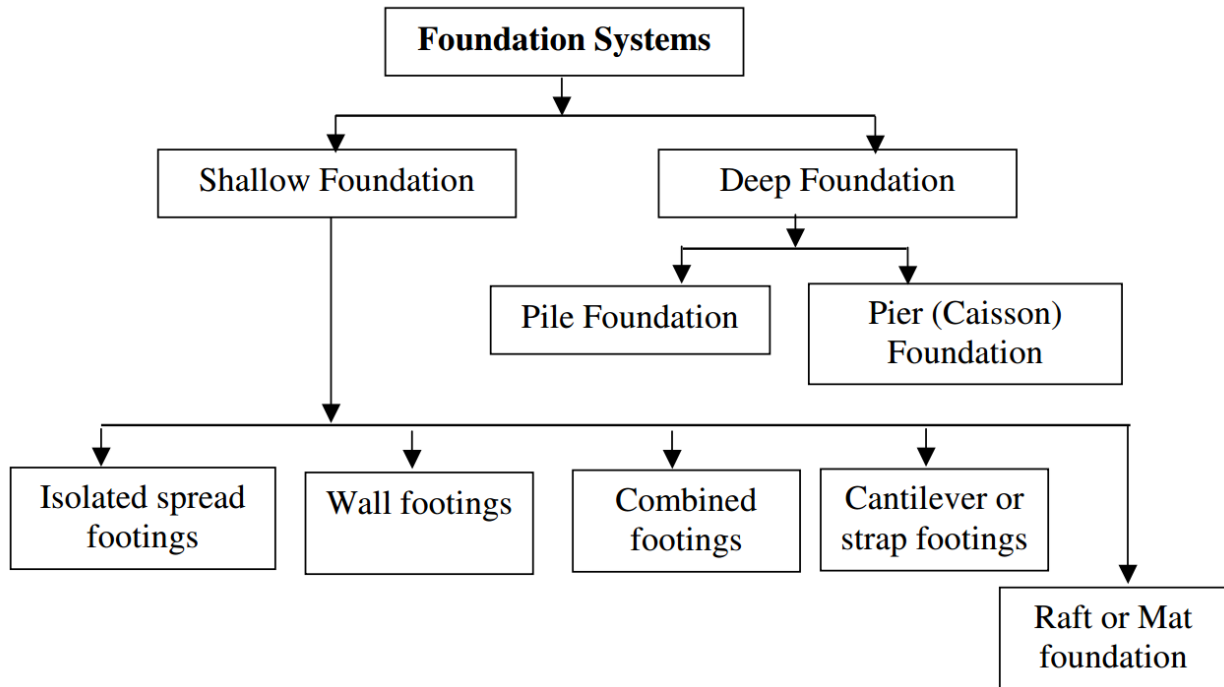 Foundation Systems
Shallow Foundation
Deep Foundation
Pile Foundation
Pier (Caisson)
Foundation
Isolated spread
footings
Wall footings
Combined
footings
Cantilever or
strap footings
Raft or Mat
foundation